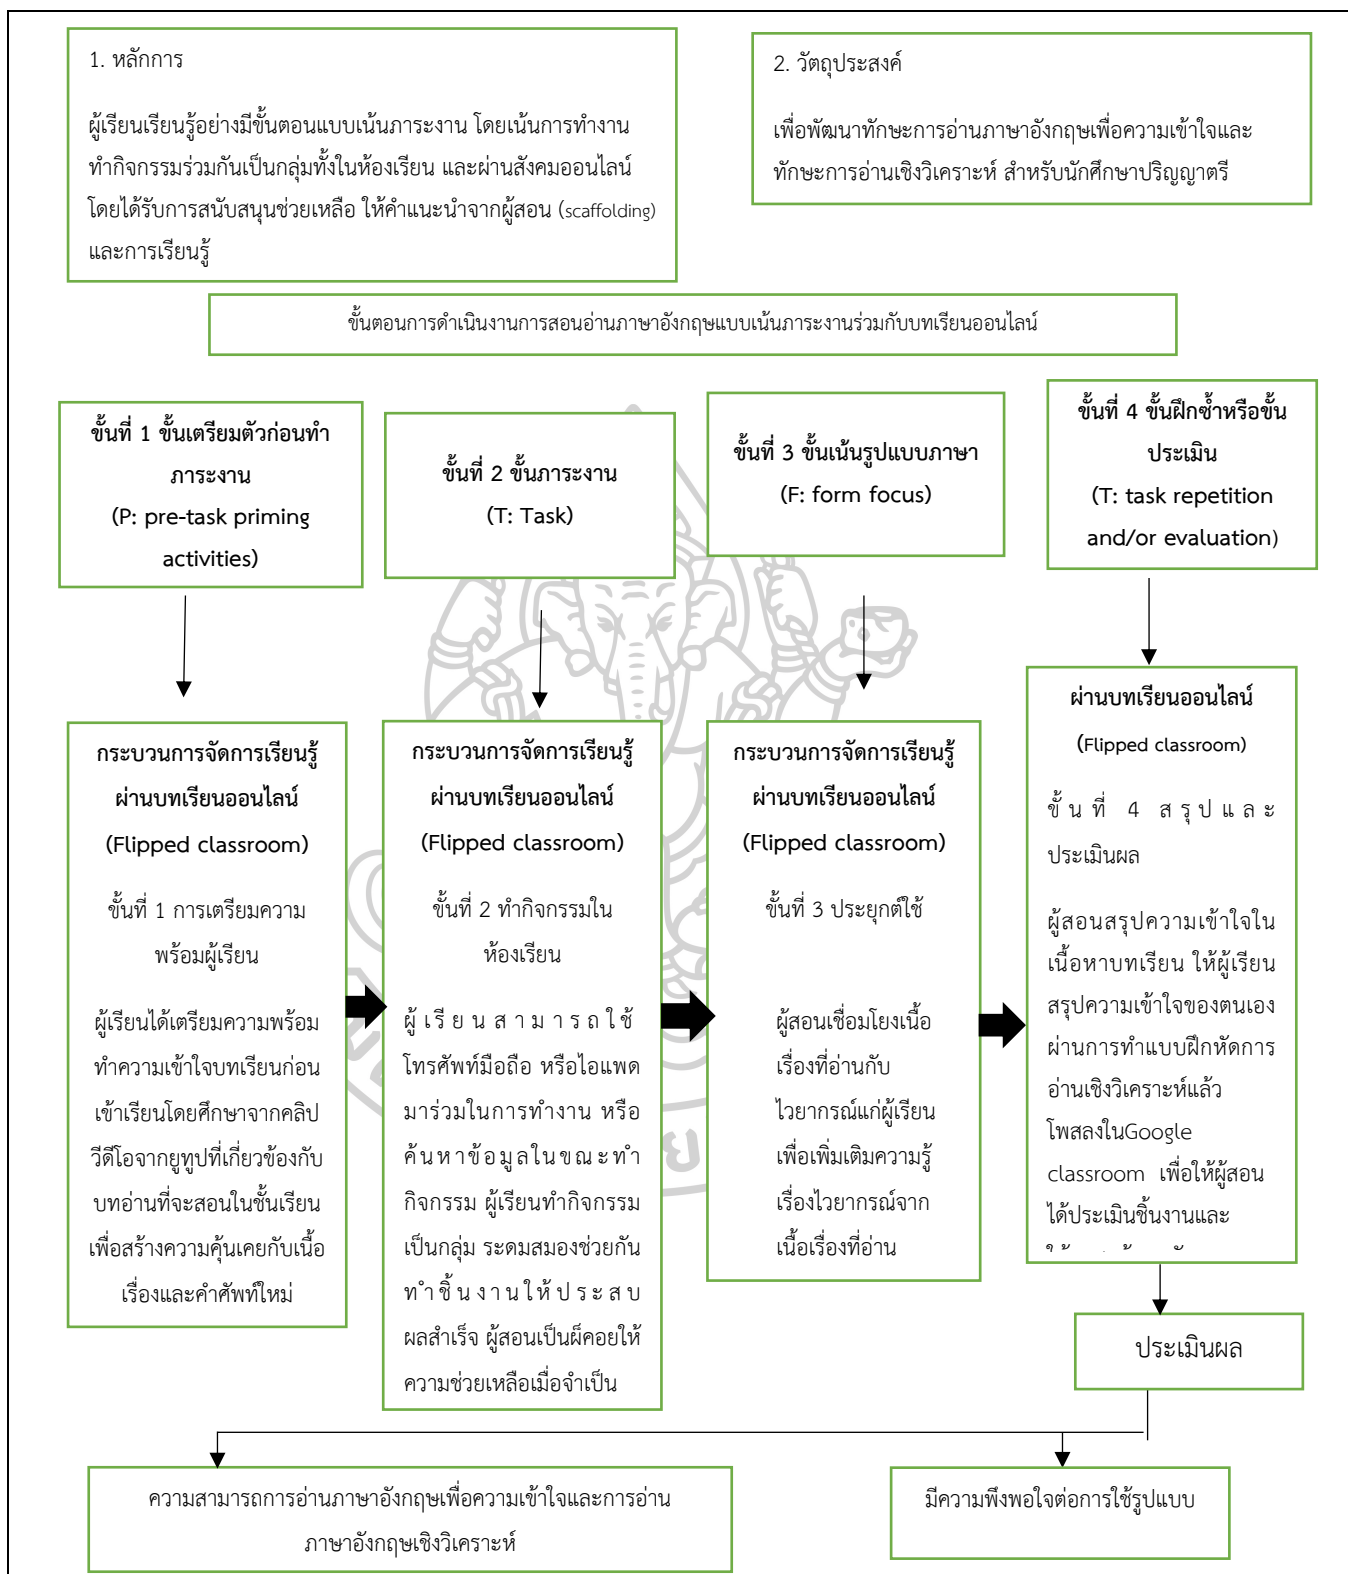 1. หลักการ
ผู้เรียนเรียนรู้อย่างมีขั้นตอนแบบเน้นภาระงาน โดยเน้นการทำงาน
ทำกิจกรรมร่วมกันเป็นกลุ่มทั้งในห้องเรียน และผ่านสังคมออนไลน์
โดยได้รับการสนับสนุนช่วยเหลือ ให้คำแนะนำจากผู้สอน (scaffolding)
และการเรียนรู้
2. วัตถุประสงค์
เพื่อพัฒนาทักษะการอ่านภาษาอังกฤษเพื่อความเข้าใจและ
ทักษะการอ่านเชิงวิเคราะห์ สำหรับนักศึกษาปริญญาตรี
ขั้นตอนการดำเนินงานการสอนอ่านภาษาอังกฤษแบบเน้นภาระงานร่วมกับบทเรียนออนไลน์
ขั้นที่ 1 ขั้นเตรียมตัวก่อนทำ
ภาระงาน
(P: pre-task priming
activities)
ขั้นที่ 2 ขั้นภาระงาน
(T: Task)
ขั้นที่ 3 ขั้นเน้นรูปแบบภาษา
(F: form focus)
ขั้นที่ 4 ขั้นฝึกซ้ำหรือขั้น
ประเมิน
(T: task repetition
and/or evaluation)
กระบวนการจัดการเรียนรู้
ผ่านบทเรียนออนไลน์
(Flipped classroom)
ขั้นที่ 1 การเตรียมความ
พร้อมผู้เรียน
ผู้เรียนได้เตรียมความพร้อม
ทำความเข้าใจบทเรียนก่อน
เข้าเรียนโดยศึกษาจากคลิป
วีดีโอจากยูทูปที่เกี่ยวข้องกับ
บทอ่านที่จะสอนในชั้นเรียน
เพื่อสร้างความคุ้นเคยกับเนื้อ
เรื่องและคำศัพท์ใหม่
กระบวนการจัดการเรียนรู้
ผ่านบทเรียนออนไลน์
(Flipped classroom)
ขั้นที่ 2 ทำกิจกรรมใน
ห้องเรียน
ผู้เรียนสามารถใช้
โทรศัพท์มือถือ หรือไอแพด
มาร่วมในการทำงาน หรือ
ค้นหาข้อมูลในขณะทำ
กิจกรรม ผู้เรียนทำกิจกรรม
เป็นกลุ่ม ระดมสมองช่วยกัน
ทำชิ้นงานให้ประสบ
ผลสำเร็จ ผู้สอนเป็นผ็คอยให้
ความช่วยเหลือเมื่อจำเป็น
กระบวนการจัดการเรียนรู้
ผ่านบทเรียนออนไลน์
(Flipped classroom)
ขั้นที่ 3 ประยุกต์ใช้
ผู้สอนเชื่อมโยงเนื้อ
เรื่องที่อ่านกับ
ไวยากรณ์แก่ผู้เรียน
เพื่อเพิ่มเติมความรู้
เรื่องไวยากรณ์จาก
เนื้อเรื่องที่อ่าน
ผ่านบทเรียนออนไลน์
(Flipped classroom)
ขั้นที่ 4 สรุปและ
ประเมินผล
ผู้สอนสรุปความเข้าใจใน
เนื้อหาบทเรียน ให้ผู้เรียน
สรุปความเข้าใจของตนเอง
ผ่านการทำแบบฝึกหัดการ
อ่านเชิงวิเคราะห์แล้ว
โพสลงในGoogle
classroom เพื่อให้ผู้สอน
ได้ประเมินชิ้นงานและ
ประเมินผล
ความสามารถการอ่านภาษาอังกฤษเพื่อความเข้าใจและการอ่าน
ภาษาอังกฤษเชิงวิเคราะห์
มีความพึงพอใจต่อการใช้รูปแบบ